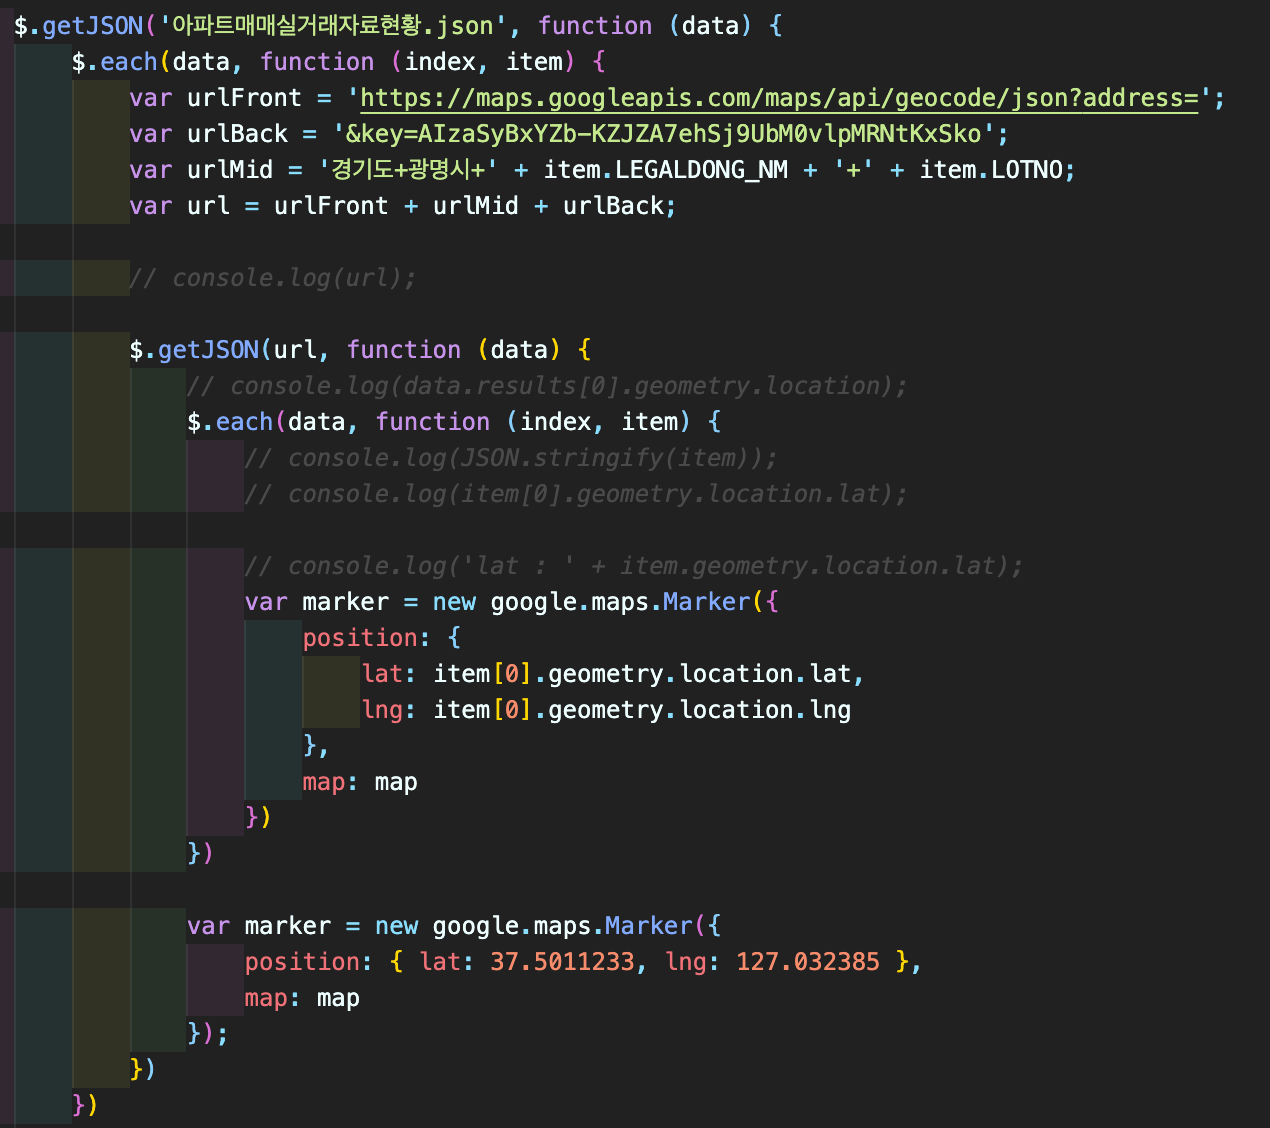 $.getJSON('아파트매매실거래자료현황.json', function (data) {
$.each(data, function (index, item) {
var urlFront = 'https://maps.googleapis.com/maps/api/geocode/json?address=';
var urlBack = '&key=AIzaSyBxYZb-KZJZA7ehSj9UbM0vlpMRNtKxSko';
var urlMid = '경기도+광명시+' + item.LEGALDONG_NM + '+' + item.LOTNO;
var url = urlFront + urlMid + urlBack;
// console.log(url);
$.getJSON(url, function (data) {
// console.log(data.results[0].geometry.location);
$.each(data, function (index, item) {
// console.log(JSON.stringify(item));
// console.log(item[0].geometry.location.lat);
// console.log('lat : ' + item.geometry.location.lat);
var marker = new google.maps.Marker({
position: {
lat: item[0].geometry.location.lat,
lng: item[0].geometry.location.lng
},
map: map
})
})
var marker = new google.maps.Marker({
position: { lat: 37.5011233, lng: 127.032385 },
map: map
});
})
})